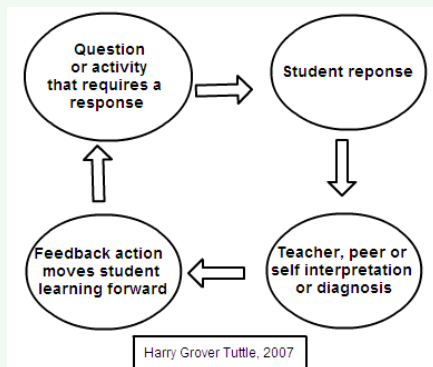 Question
or activity
that requires a
response
Student reponse
Teacher, peer or
self interpretation
or diagnosis
Feedback action
moves student
learning forward
Harry Grover Tuttle, 2007